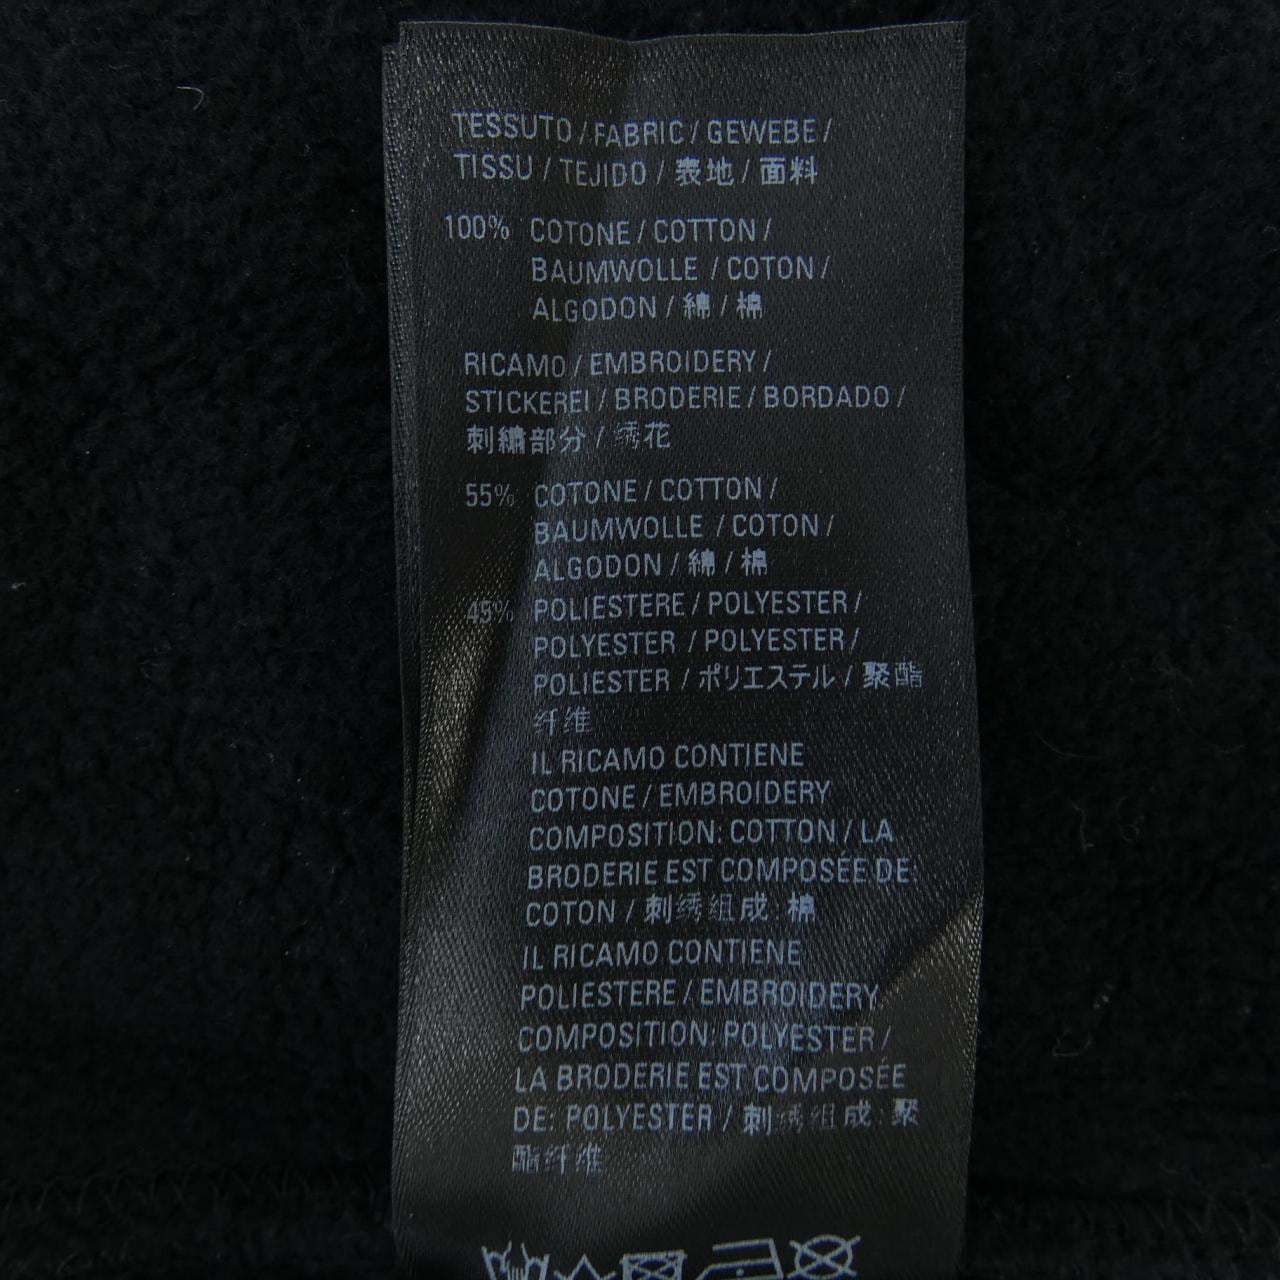 TESSUTO / FABRIC / GEWEBE /
TISSU / TEJIDO / 表地 / 面料
100% COTONE / COTTON /
BAUMWOLLE / COTON /
ALGODON / 綿 / 棉
RICAMO / EMBROIDERY /
STICKEREI / BRODERIE / BORDADO /
刺繍部分 / 绣花
55% COTONE / COTTON /
BAUMWOLLE / COTON /
ALGODON / 綿 / 棉
45% POLIESTERE / POLYESTER /
POLYESTER / POLYESTER /
POLIESTER / ポリエステル / 聚酯
纤维
IL RICAMO CONTIENE
COTONE / EMBROIDERY
COMPOSITION: COTTON / LA
BRODERIE EST COMPOSÉE DE:
COTON / 刺绣组成: 棉
IL RICAMO CONTIENE
POLIESTERE / EMBROIDERY
COMPOSITION: POLYESTER /
LA BRODERIE EST COMPOSÉE
DE: POLYESTER / 刺绣组成: 聚
酯纤维